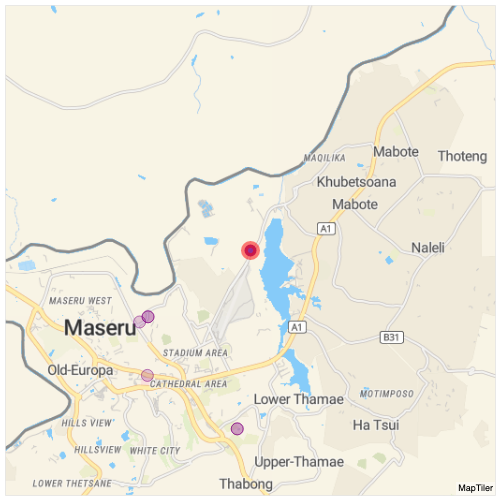 MAQILIKA
Mabote
Thoteng
Khubetsoana
Mabote
A1
Naleli
MASERU WEST
Maseru
A1
B31
STADIUM AREA
Old-Europa
CATHEDRAL AREA
MOTIMPOSO
Lower Thamae
HILLS VIEW
Ha Tsui
HILLSVIEW
WHITE CITY
Upper-Thamae
LOWER THETSANE
Thabong
MapTiler